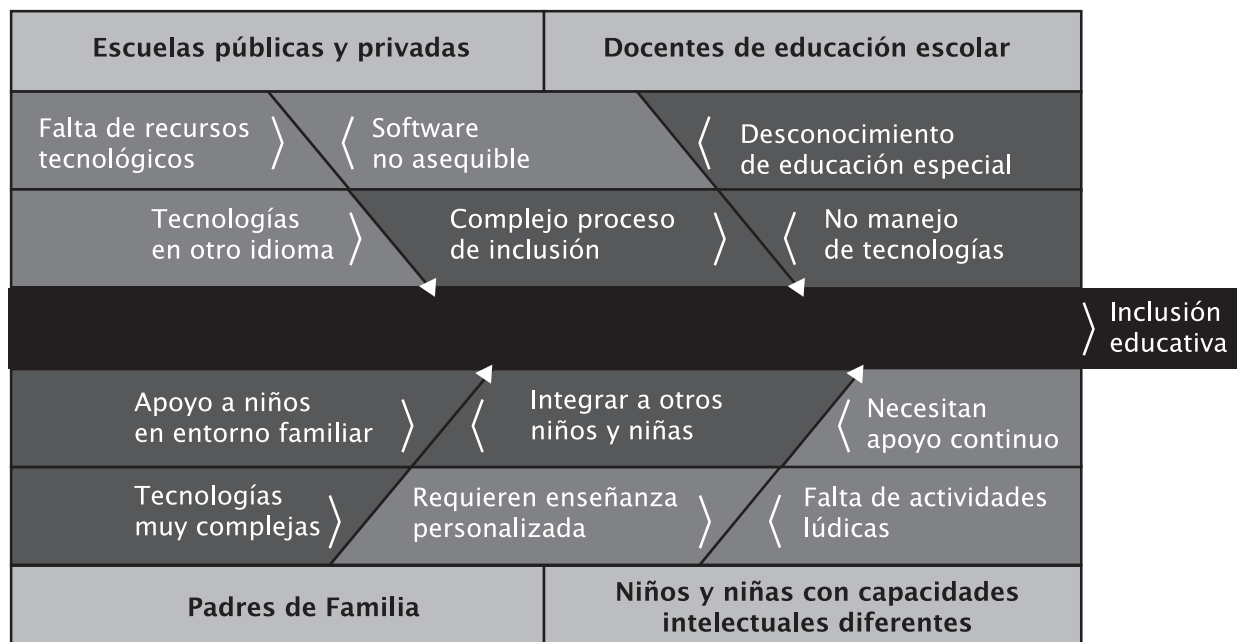 Escuelas públicas y privadas
Docentes de educación escolar
Falta de recursos
tecnológicos
Software
no asequible
Desconocimiento
de educación especial
Tecnologías
en otro idioma
Complejo proceso
de inclusión
No manejo
de tecnologías
Inclusión
educativa
Apoyo a niños
en entorno familiar
Integrar a otros
niños y niñas
Necesitan
apoyo continuo
Tecnologías
muy complejas
Requieren enseñanza
personalizada
Falta de actividades
lúdicas
Padres de Familia
Niños y niñas con capacidades
intelectuales diferentes